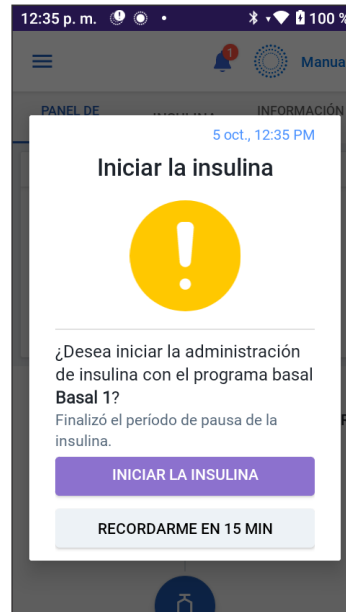 12:35 p. m.
100 %
1
Manua
PANEL DE
INSULINA
INFORMACIÓN
5 oct., 12:35 PM
Iniciar la insulina
¿Desea iniciar la administración
de insulina con el programa basal
Basal 1?
Finalizó el período de pausa de la
insulina.
INICIAR LA INSULINA
RECORDARME EN 15 MIN